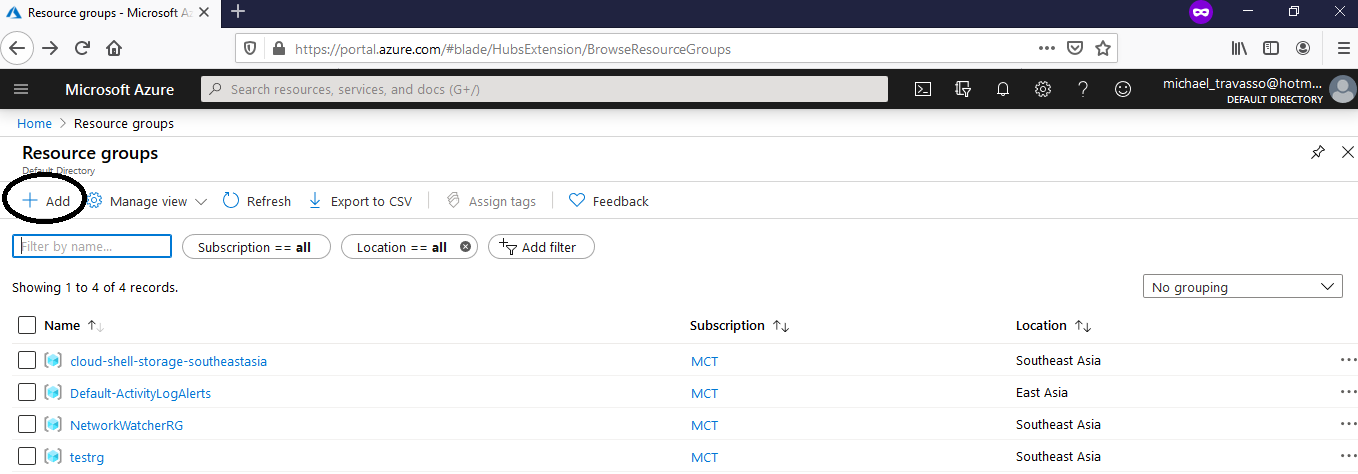 Resource groups - Microsoft Az
https://portal.azure.com/#blade/HubsExtension/BrowseResourceGroups
Microsoft Azure Search resources, services, and docs (G+/) michael_travasso@hotm...
DEFAULT DIRECTORY
Home > Resource groups
Resource groups
Default Directory
+ Add Manage view Refresh Export to CSV Assign tags Feedback
Filter by name... Subscription == all Location == all Add filter
Showing 1 to 4 of 4 records. No grouping
Name Subscription Location
cloud-shell-storage-southeastasia MCT Southeast Asia
Default-ActivityLogAlerts MCT East Asia
NetworkWatcherRG MCT Southeast Asia
testrg MCT Southeast Asia